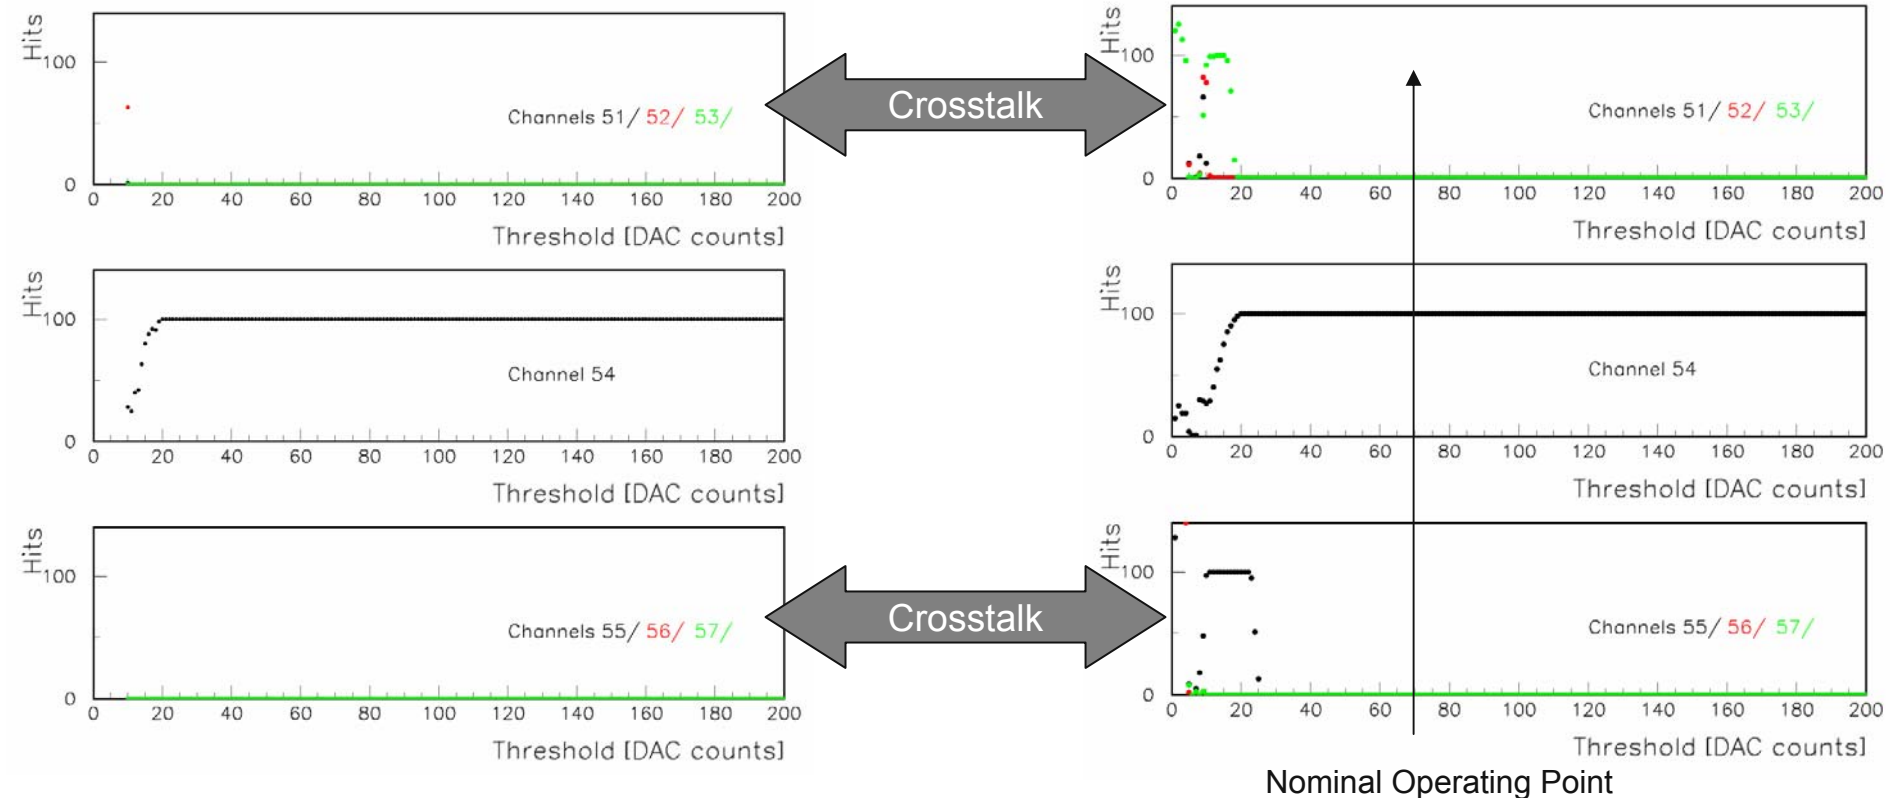 Hits
100
0
0 20 40 60 80 100 120 140 160 180 200
Channels 51/ 52/ 53/
Threshold [DAC counts]
Hits
100
0
0 20 40 60 80 100 120 140 160 180 200
Channel 54
Threshold [DAC counts]
Hits
100
0
0 20 40 60 80 100 120 140 160 180 200
Channels 55/ 56/ 57/
Threshold [DAC counts]
Crosstalk
Crosstalk
Hits
100
0
0 20 40 60 80 100 120 140 160 180 200
Channels 51/ 52/ 53/
Threshold [DAC counts]
Hits
100
0
0 20 40 60 80 100 120 140 160 180 200
Channel 54
Threshold [DAC counts]
Hits
100
0
0 20 40 60 80 100 120 140 160 180 200
Channels 55/ 56/ 57/
Threshold [DAC counts]
Nominal Operating Point